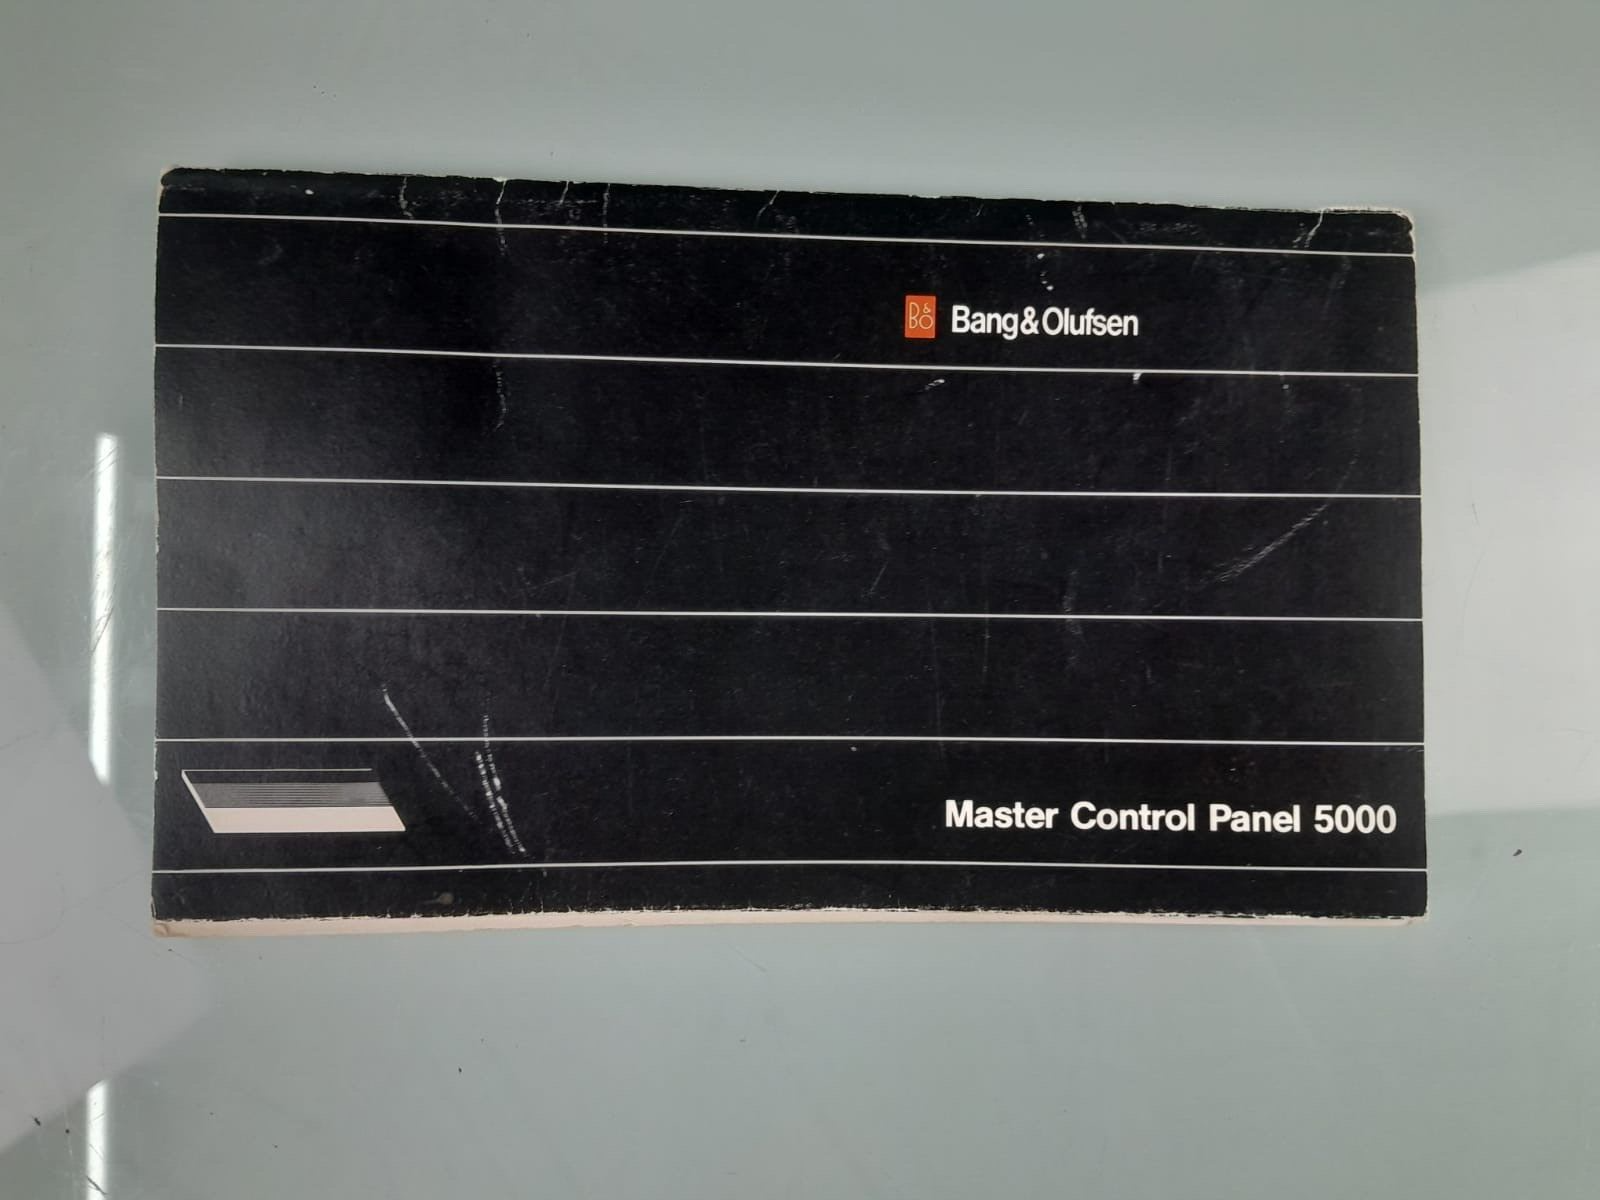 B&O
Bang&Olufsen
Master Control Panel 5000